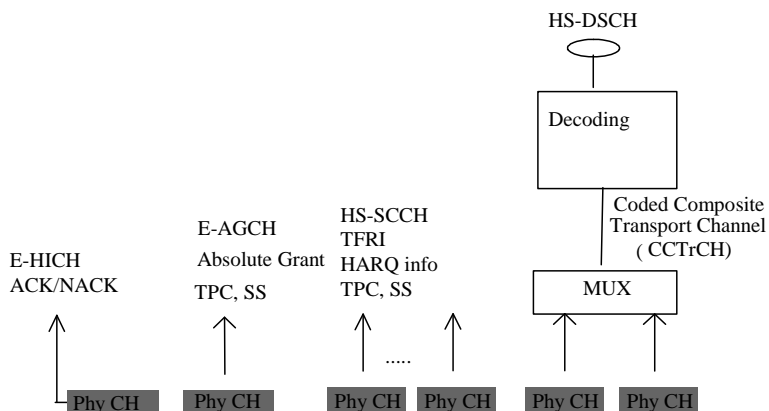 HS-DSCH
Decoding
Coded Composite
Transport Channel
( CCTrCH)
E-HICH
ACK/NACK
E-AGCH
Absolute Grant
TPC, SS
HS-SCCH
TFRI
HARQ info
TPC, SS
MUX
.....
Phy CH
Phy CH
Phy CH
Phy CH
Phy CH
Phy CH